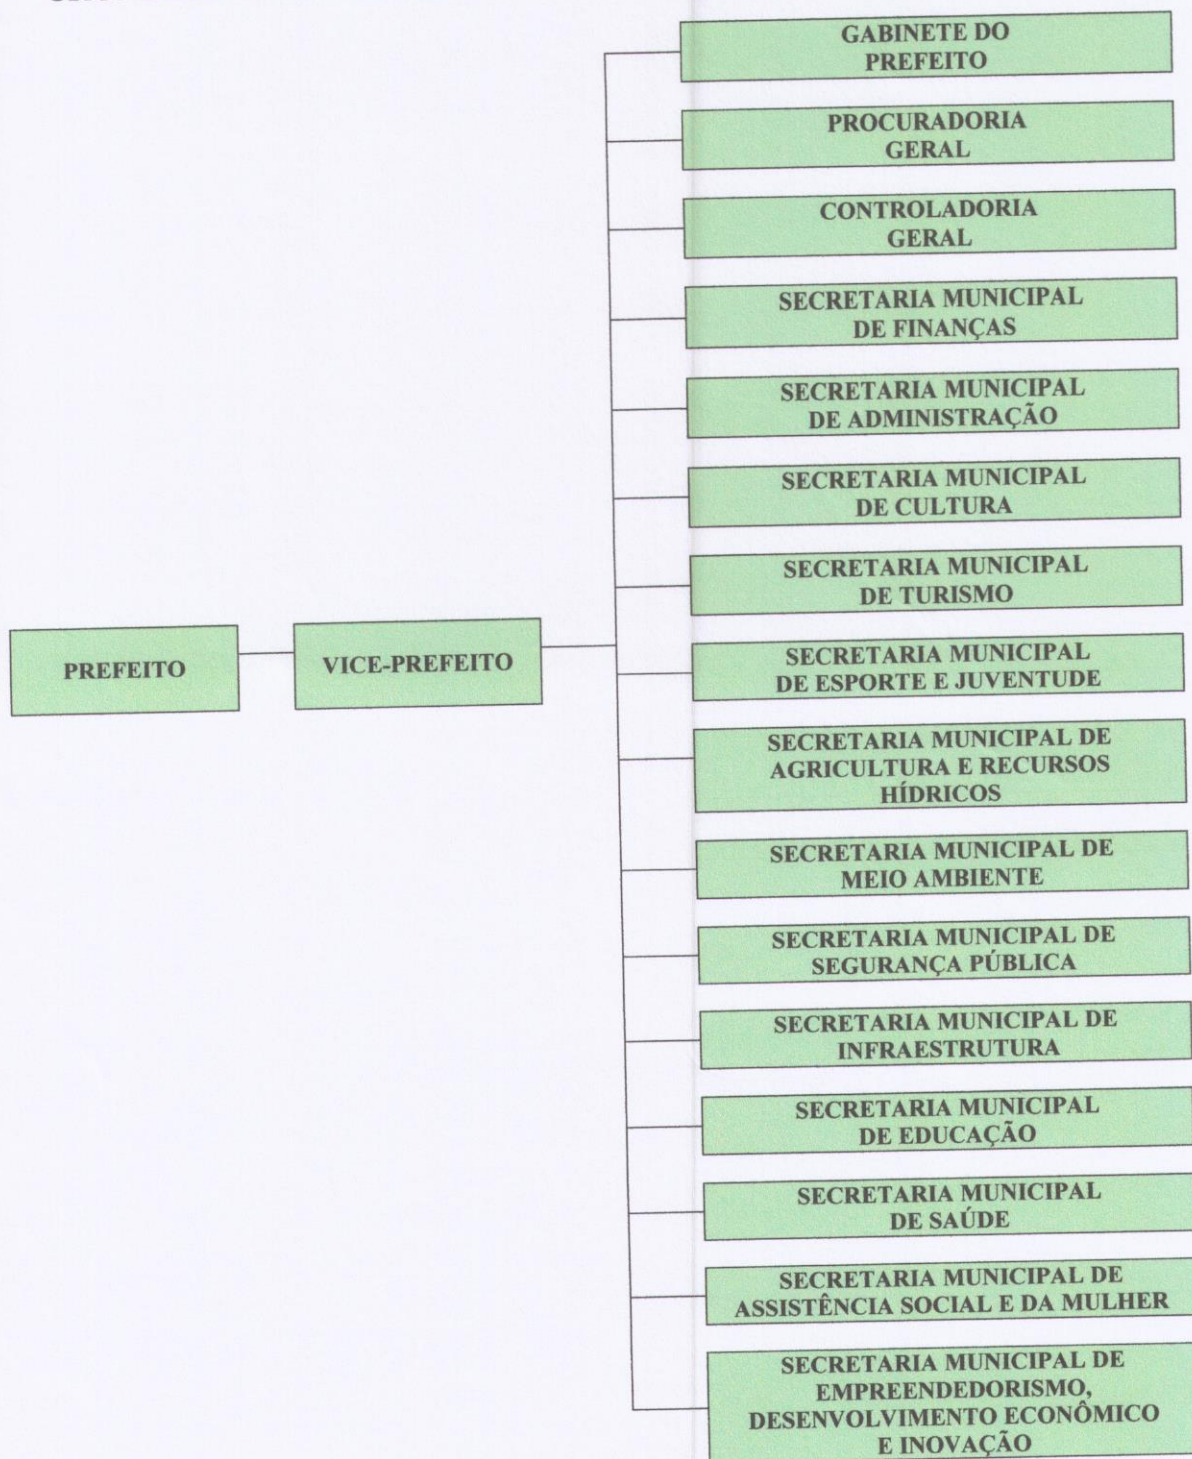 GABINETE DO
PREFEITO
PROCURADORIA
GERAL
CONTROLADORIA
GERAL
SECRETARIA MUNICIPAL
DE FINANÇAS
SECRETARIA MUNICIPAL
DE ADMINISTRAÇÃO
SECRETARIA MUNICIPAL
DE CULTURA
SECRETARIA MUNICIPAL
DE TURISMO
PREFEITO
VICE-PREFEITO
SECRETARIA MUNICIPAL
DE ESPORTE E JUVENTUDE
SECRETARIA MUNICIPAL DE
AGRICULTURA E RECURSOS
HÍDRICOS
SECRETARIA MUNICIPAL DE
MEIO AMBIENTE
SECRETARIA MUNICIPAL DE
SEGURANÇA PÚBLICA
SECRETARIA MUNICIPAL DE
INFRAESTRUTURA
SECRETARIA MUNICIPAL
DE EDUCAÇÃO
SECRETARIA MUNICIPAL
DE SAÚDE
SECRETARIA MUNICIPAL DE
ASSISTÊNCIA SOCIAL E DA MULHER
SECRETARIA MUNICIPAL DE
EMPREENDEDORISMO,
DESENVOLVIMENTO ECONÔMICO
E INOVAÇÃO